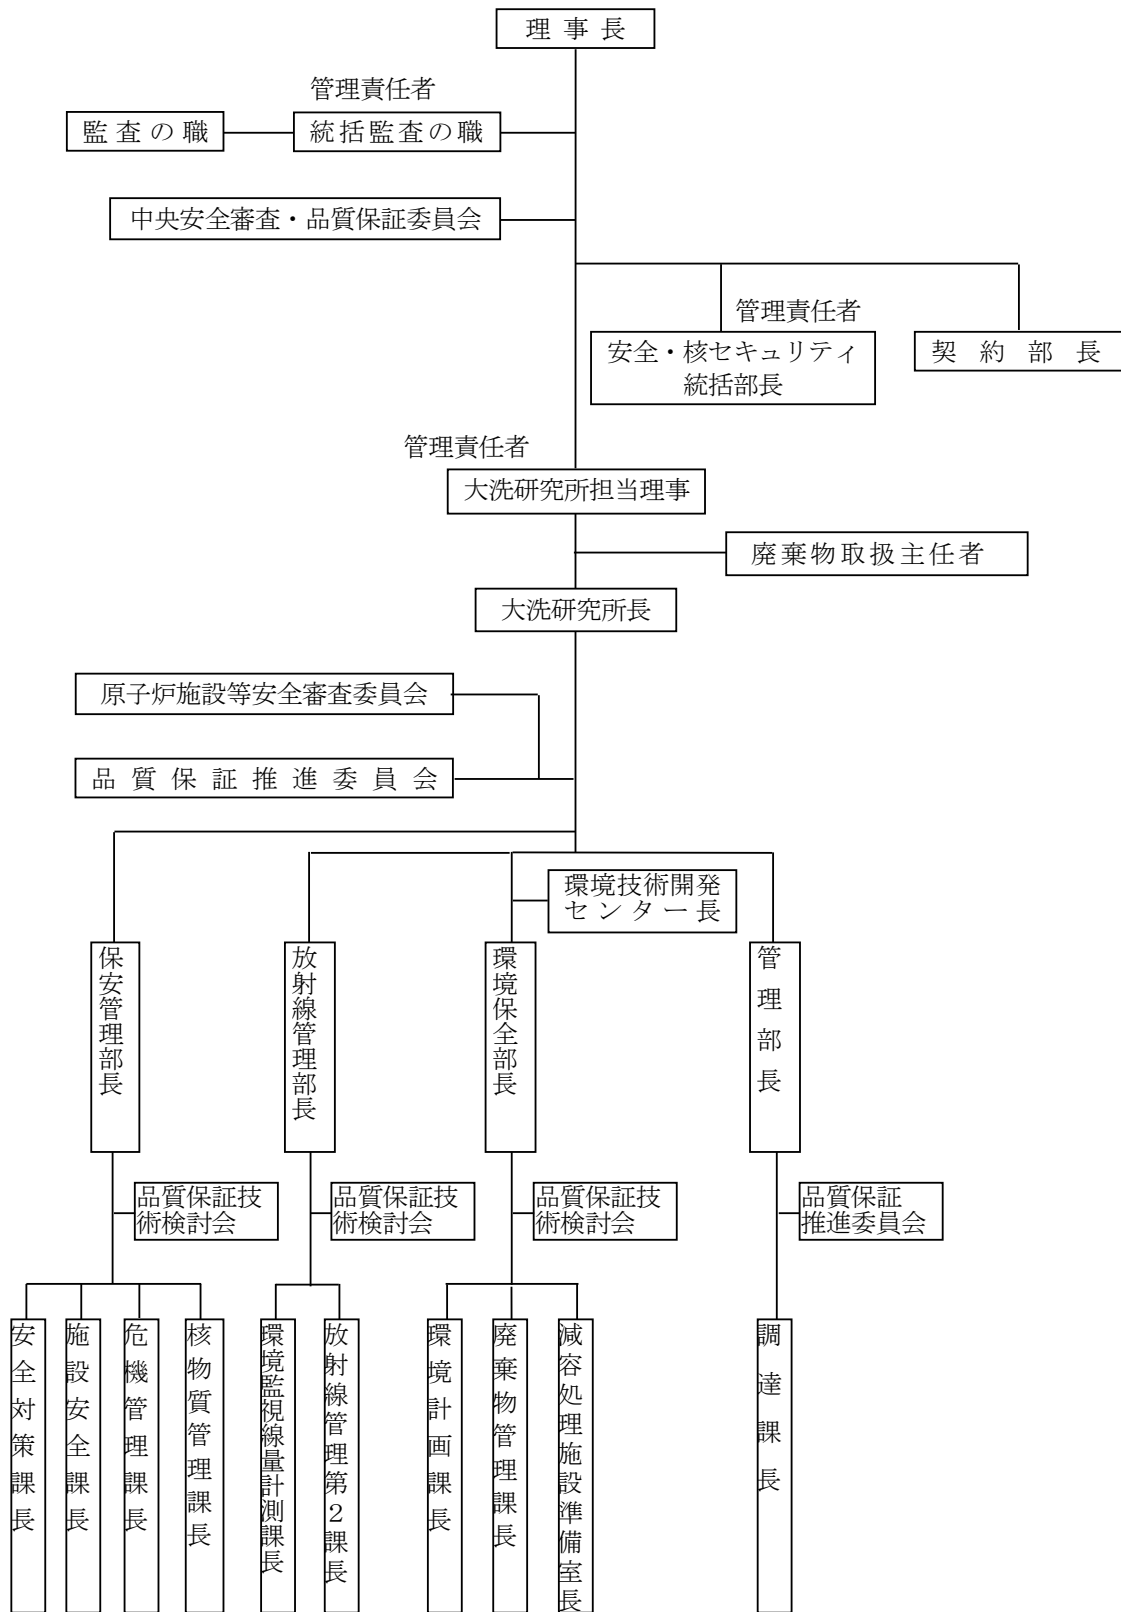 理事長
管理責任者
監査の職
統括監査の職
中央安全審査・品質保証委員会
管理責任者
安全・核セキュリティ
統括部長
契約部長
管理責任者
大洗研究所担当理事
廃棄物取扱主任者
大洗研究所長
原子炉施設等安全審査委員会
品質保証推進委員会
環境技術開発
センター長
保安管理部長
放射線管理部長
環境保全部長
管理部長
品質保証技
術検討会
品質保証技
術検討会
品質保証技
術検討会
品質保証
推進委員会
安全対策課長
施設安全課長
危機管理課長
核物質管理課長
環境監視線量計測課長
放射線管理第2課長
環境計画課長
廃棄物管理課長
減容処理施設準備室長
調達課長